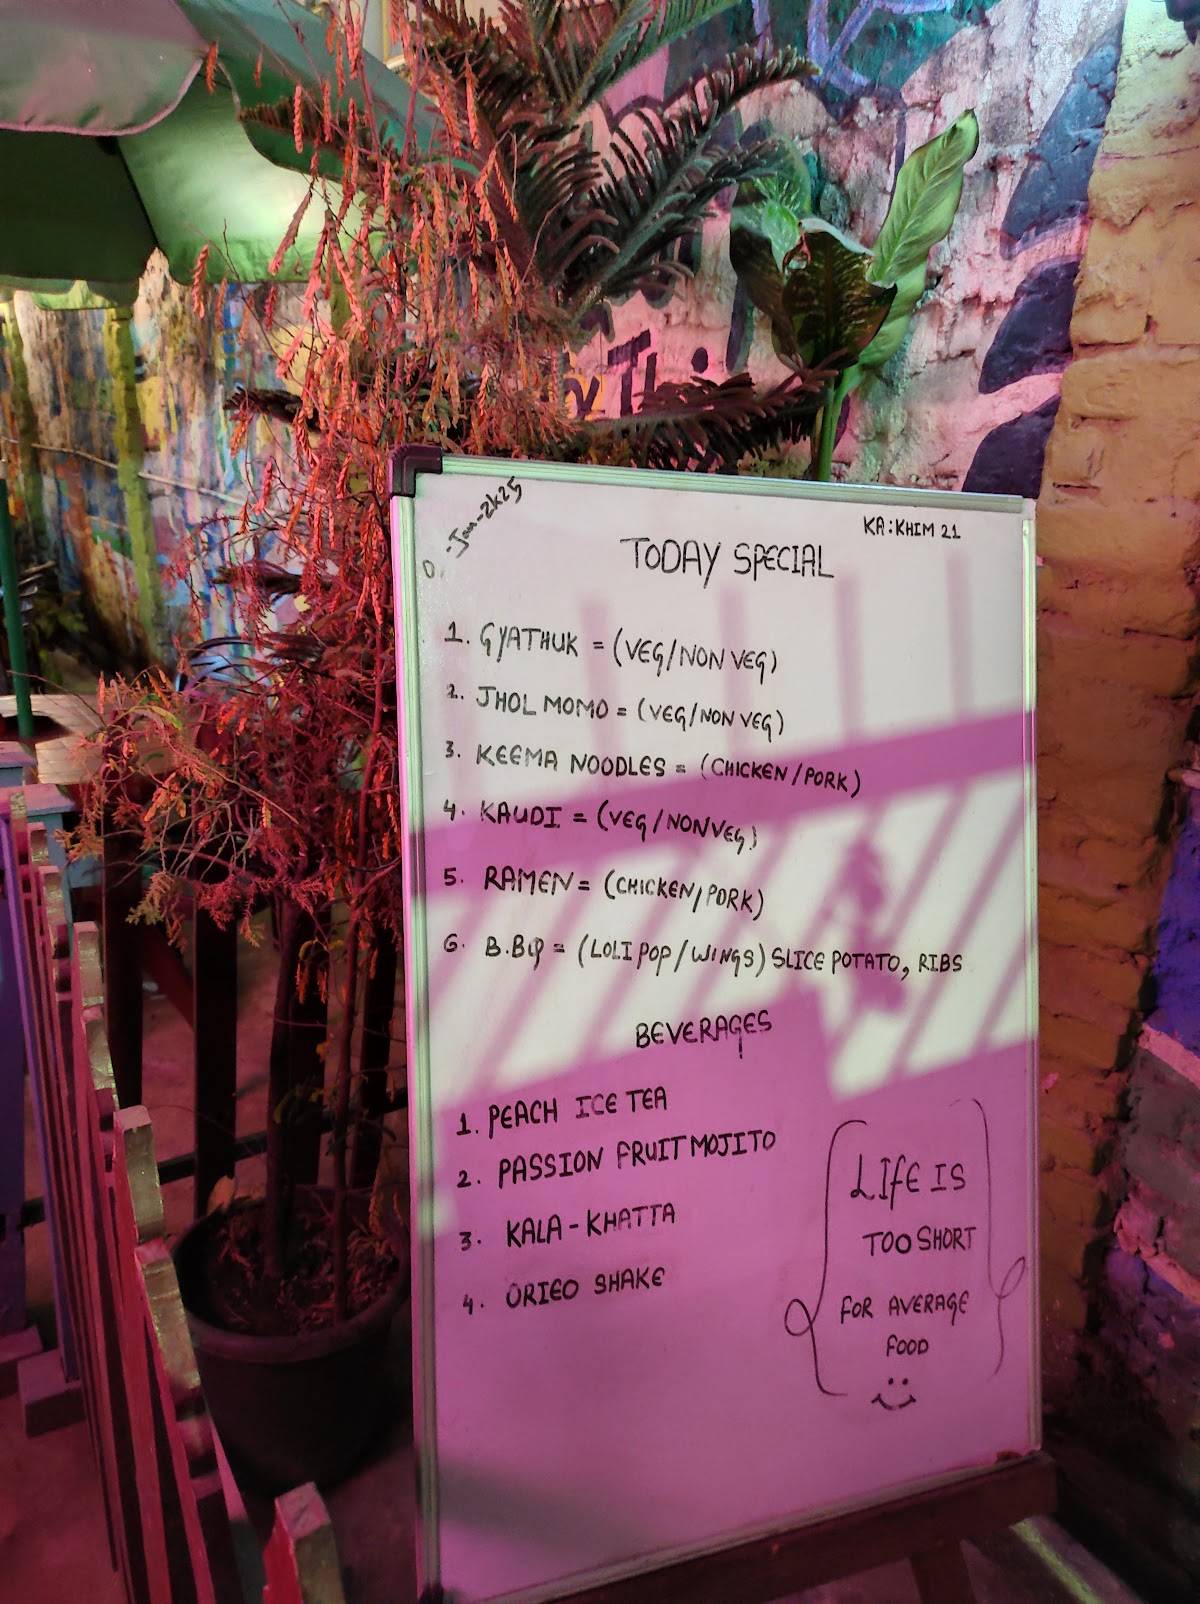 -Jan-2k25
KA:KHIM 21
TODAY SPECIAL
1. GYATHUK = (VEG/NON VEG)
2. JHOL MOMO = (VEG/NON VEG)
3. KEEMA NOODLES = (CHICKEN/PORK)
4. KAUDI = (VEG/NONVEG)
5. RAMEN = (CHICKEN/PORK)
6. B.BQ = (LOLI POP/WINGS) SLICE POTATO, RIBS
BEVERAGES
1. PEACH ICE TEA
2. PASSION FRUIT MOJITO
3. KALA-KHATTA
4. ORIEO SHAKE
LIFE IS
TOO SHORT
FOR AVERAGE
FOOD